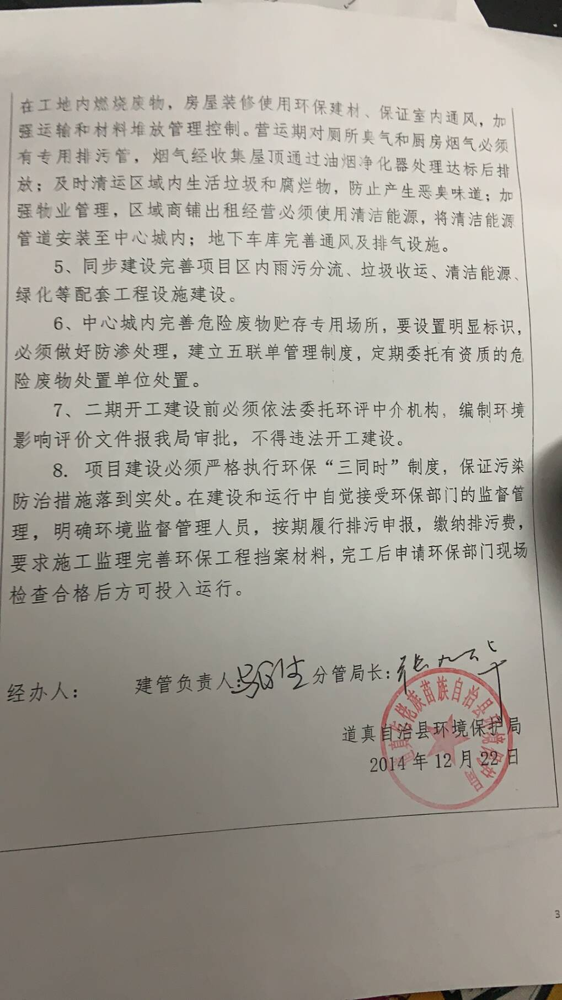 在工地内燃烧废物，房屋装修使用环保建材、保证室内通风，加
强运输和材料堆放管理控制。营运期对厕所臭气和厨房烟气必须
有专用排污管，烟气经收集屋顶通过油烟净化器处理达标后排
放；及时清运区域内生活垃圾和腐烂物，防止产生恶臭味道；加
强物业管理，区域商铺出租经营必须使用清洁能源，将清洁能源
管道安装至中心城内；地下车库完善通风及排气设施。
5、同步建设完善项目区内雨污分流、垃圾收运、清洁能源、
绿化等配套工程设施建设。
6、中心城内完善危险废物贮存专用场所，要设置明显标识，
必须做好防渗处理，建立五联单管理制度，定期委托有资质的危
险废物处置单位处置。
7、二期开工建设前必须依法委托环评中介机构，编制环境
影响评价文件报我局审批，不得违法开工建设。
8. 项目建设必须严格执行环保“三同时”制度，保证污染
防治措施落到实处。在建设和运行中自觉接受环保部门的监督管
理，明确环境监督管理人员，按期履行排污申报，缴纳排污费，
要求施工监理完善环保工程挡案材料，完工后申请环保部门现场
检查合格后方可投入运行。
经办人： 建管负责人： 分管局长：
道真仡佬族苗族自治县环境保护局
道真自治县环境保护局
2014 年 12 月 22 日
3